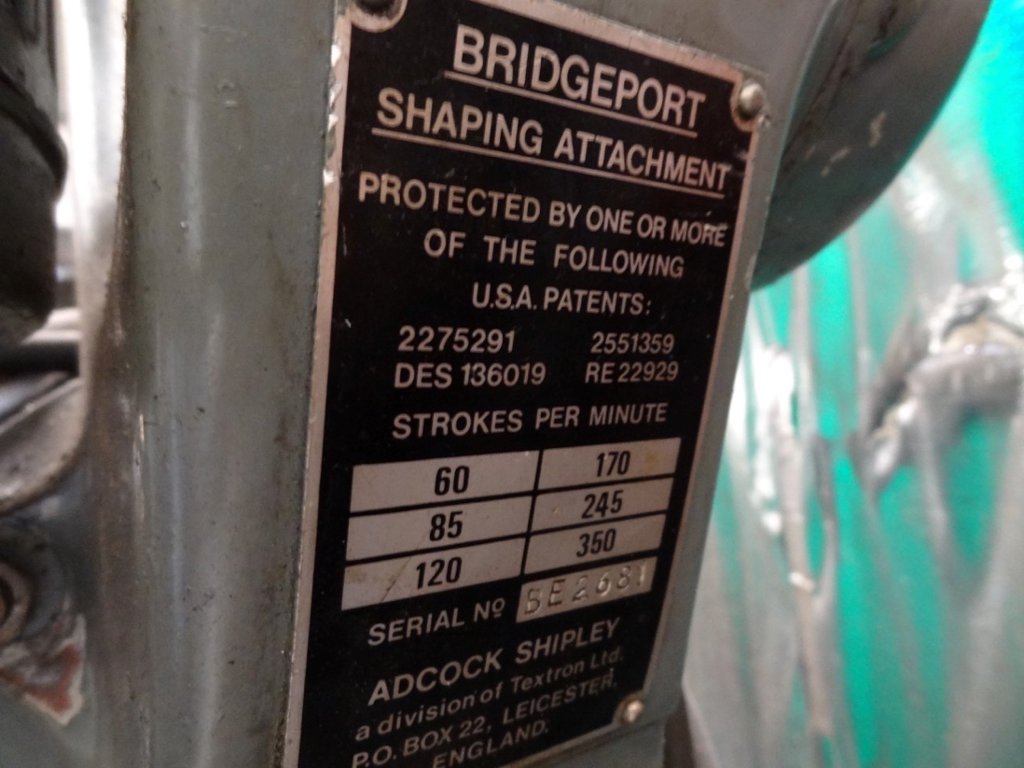 BRIDGEPORT
SHAPING ATTACHMENT
PROTECTED BY ONE OR MORE
OF THE FOLLOWING
U.S.A. PATENTS:
2275291 2551359
DES 136019 RE 22929
STROKES PER MINUTE
60 170
85 245
120 350
SERIAL Nº BE2681
ADCOCK SHIPLEY
a division of Textron Ltd.
P.O. BOX 22, LEICESTER,
ENGLAND.